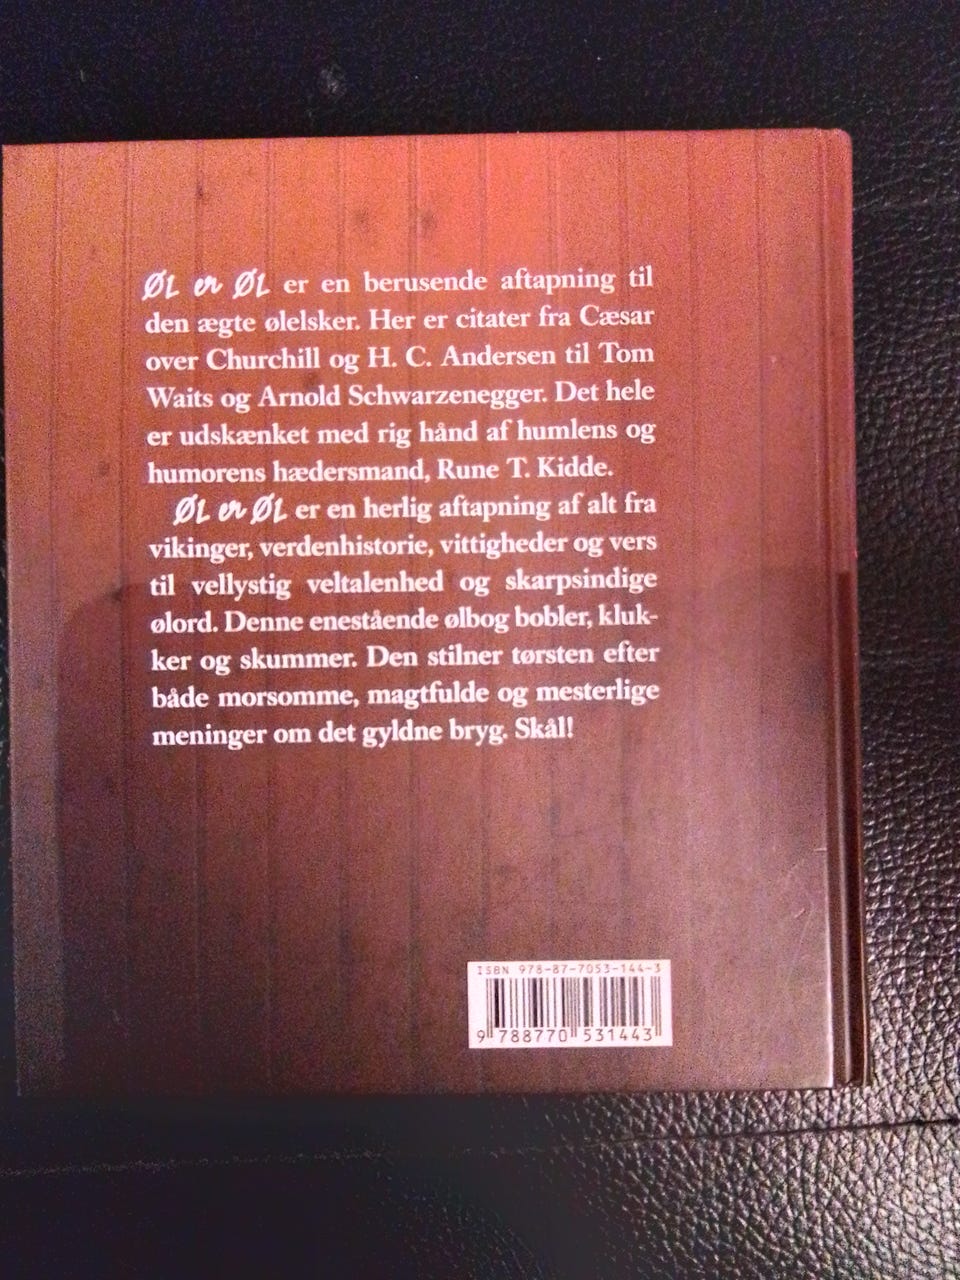 ØL er ØL er en berusende aftapning til
den ægte ølelsker. Her er citater fra Cæsar
over Churchill og H. C. Andersen til Tom
Waits og Arnold Schwarzenegger. Det hele
er udskænket med rig hånd af humlens og
humorens hædersmand, Rune T. Kidde.
ØL er ØL er en herlig aftapning af alt fra
vikinger, verdenhistorie, vittigheder og vers
til vellystig veltalenhed og skarpsindige
ølord. Denne enestående ølbog bobler, kluk-
ker og skummer. Den stilner tørsten efter
både morsomme, magtfulde og mesterlige
meninger om det gyldne bryg. Skål!
ISBN 978-87-7053-144-3
9 788770 531443